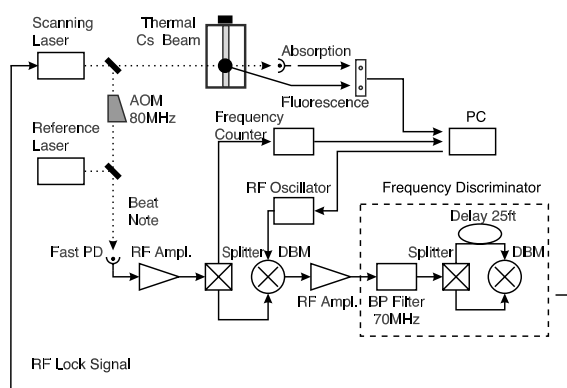 Scanning
Laser
Thermal
Cs Beam
Absorption
Fluorescence
AOM
80MHz
Frequency
Counter
PC
Reference
Laser
RF Oscillator
Frequency Discriminator
Delay 25ft
Beat
Note
Fast PD
RF Ampl.
Splitter
DBM
Splitter
DBM
RF Ampl.
BP Filter
70MHz
RF Lock Signal